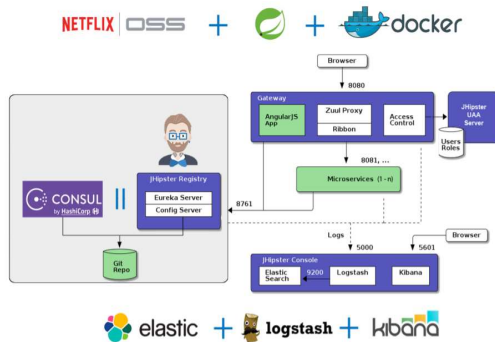 NETFLIX OSS + + docker
Browser
8080
Gateway
AngularJS
App
Zuul Proxy
Ribbon
Access
Control
JHipster
UAA
Server
Users
Roles
8081, ...
Microservices (1 - n)
JHipster Registry
Eureka Server
Config Server
8761
CONSUL
by HashiCorp
Git
Repo
Logs
5000
5601
Browser
JHipster Console
Elastic
Search
9200
Logstash
Kibana
elastic + logstash + kibana